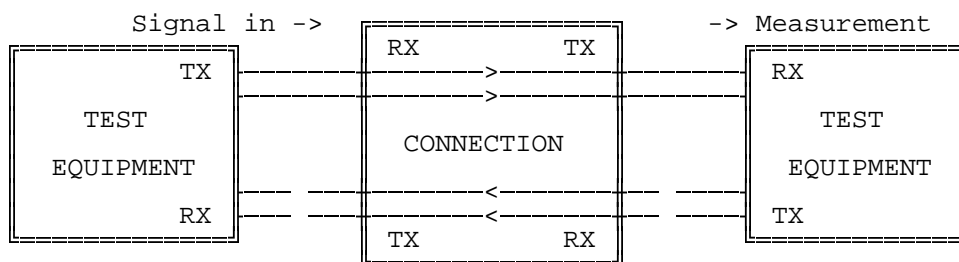 Signal in -> -> Measurement
RX TX
TX > RX
>
TEST TEST
CONNECTION
EQUIPMENT EQUIPMENT
<
RX < TX
TX RX